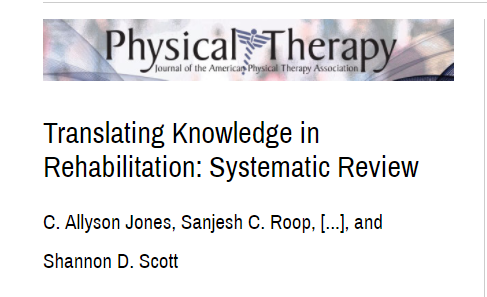 Physical Therapy
Journal of the American Physical Therapy Association
Translating Knowledge in
Rehabilitation: Systematic Review
C. Allyson Jones, Sanjesh C. Roop, [...], and
Shannon D. Scott